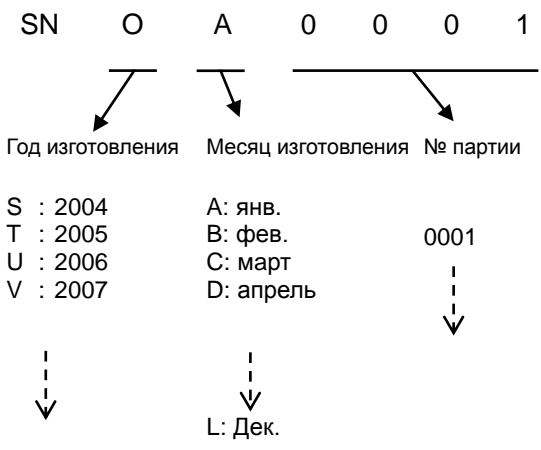 SN O A 0 0 0 1
Год изготовления Месяц изготовления № партии
S : 2004 A: янв.
T : 2005 B: фев. 0001
U : 2006 C: март
V : 2007 D: апрель
L: Дек.